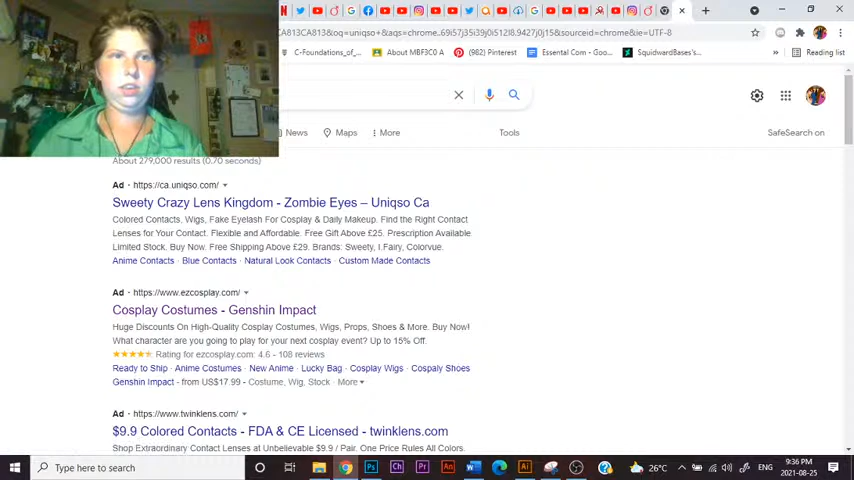 CA813CA813&oq=uniqso+&aqs=chrome..69i57j35i39j0i512l8.9427j0j15&sourceid=chrome&ie=UTF-8
C-Foundations_of_...
About MBF3C0 A
(982) Pinterest
Essental Com - Goo...
SquidwardBases's...
»
Reading list
News
Maps
More
Tools
SafeSearch on
About 279,000 results (0.70 seconds)
Ad · https://ca.uniqso.com/
Sweety Crazy Lens Kingdom - Zombie Eyes – Uniqso Ca
Colored Contacts, Wigs, Fake Eyelash For Cosplay & Daily Makeup. Find the Right Contact
Lenses for Your Contact. Flexible and Affordable. Free Gift Above £25. Prescription Available.
Limited Stock. Buy Now. Free Shipping Above £29. Brands: Sweety, I.Fairy, Colorvue.
Anime Contacts · Blue Contacts · Natural Look Contacts · Custom Made Contacts
Ad · https://www.ezcosplay.com/
Cosplay Costumes - Genshin Impact
Huge Discounts On High-Quality Cosplay Costumes, Wigs, Props, Shoes & More. Buy Now!
What character are you going to play for your next cosplay event? Up to 15% Off.
Rating for ezcosplay.com: 4.6 - 108 reviews
Ready to Ship · Anime Costumes · New Anime · Lucky Bag · Cosplay Wigs · Cospaly Shoes
Genshin Impact - from US$17.99 - Costume, Wig, Stock · More
Ad · https://www.twinklens.com/
$9.9 Colored Contacts - FDA & CE Licensed - twinklens.com
Shop Extraordinary Contact Lenses at Unbelievable $9.9 / Pair. One Price Rules All Colors.
Type here to search
Ps
Ch
Pr
An
W
Ai
26°C
ENG
9:36 PM
2021-08-25